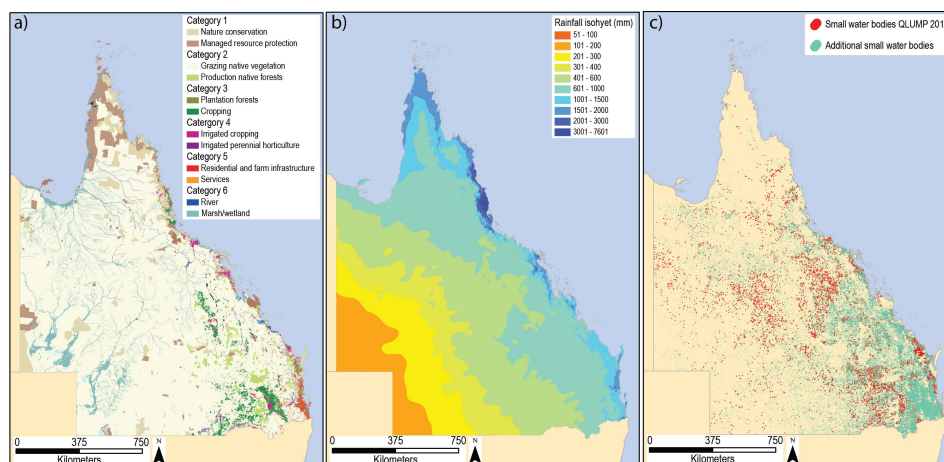 a)
Category 1
Nature conservation
Managed resource protection
Category 2
Grazing native vegetation
Production native forests
Category 3
Plantation forests
Cropping
Category 4
Irrigated cropping
Irrigated perennial horticulture
Category 5
Residential and farm infrastructure
Services
Category 6
River
Marsh/wetland
0 375 750
Kilometers
N
b)
Rainfall isohyet (mm)
51 - 100
101 - 200
201 - 300
301 - 400
401 - 600
601 - 1000
1001 - 1500
1501 - 2000
2001 - 3000
3001 - 7601
0 375 750
Kilometers
N
c)
Small water bodies QLUMP 201
Additional small water bodies
0 375 750
Kilometers
N